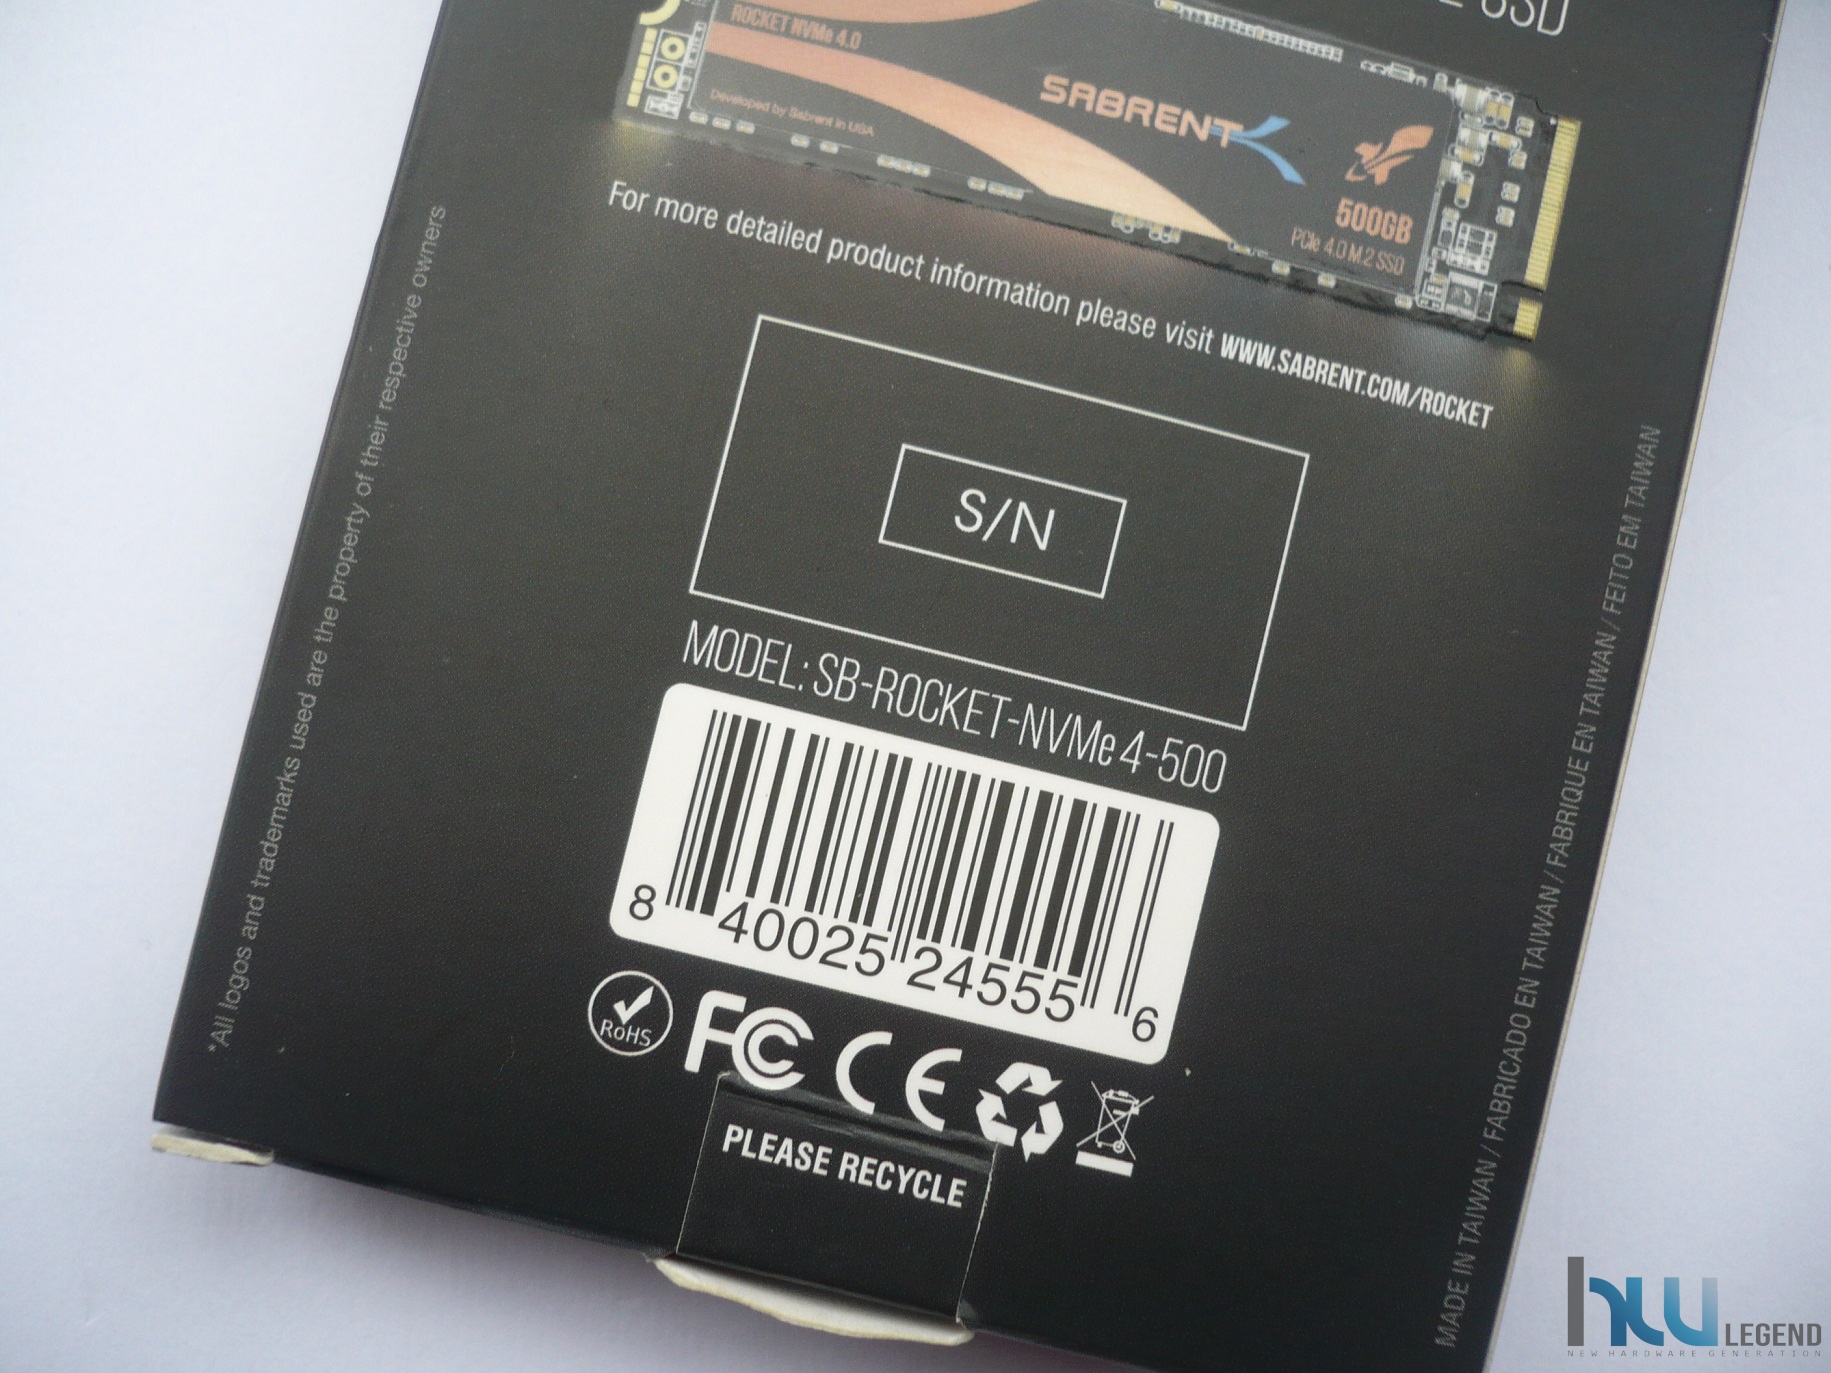 SSD
ROCKET NVMe 4.0
Developed by Sabrent in USA
SABRENT
500GB
PCIe 4.0 M.2 SSD
For more detailed product information please visit WWW.SABRENT.COM/ROCKET
S/N
MODEL: SB-ROCKET-NVMe4-500
8 40025 24555 6
RoHS
FC CE
PLEASE RECYCLE
*All logos and trademarks used are the property of their respective owners
MADE IN TAIWAN / FABRICADO EN TAIWAN / FABRIQUE EN TAIWAN / FEITO EM TAIWAN
hw LEGEND
NEW HARDWARE GENERATION